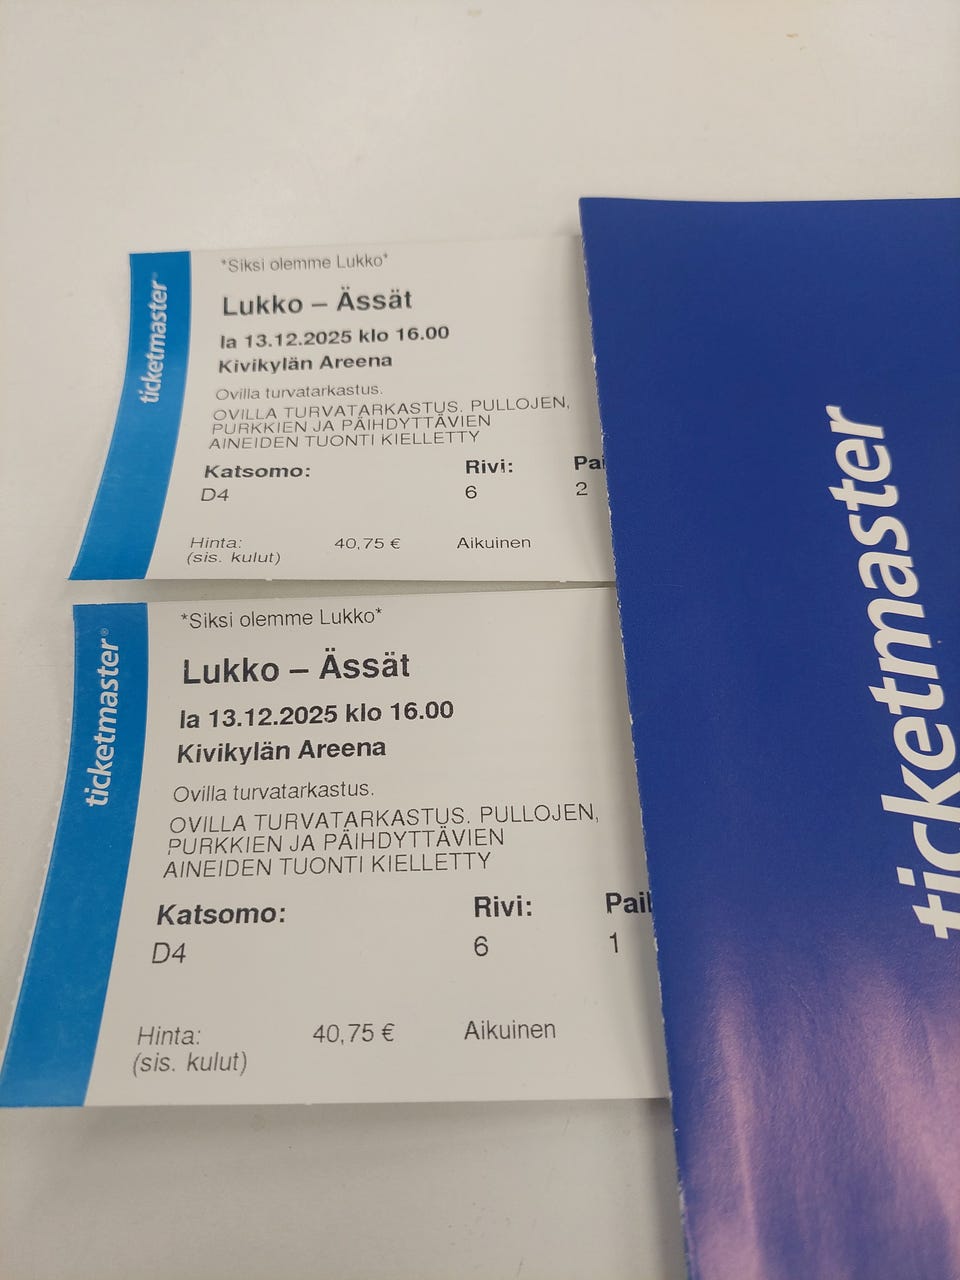 ticketmaster®
*Siksi olemme Lukko*
Lukko – Ässät
la 13.12.2025 klo 16.00
Kivikylän Areena
Ovilla turvatarkastus.
OVILLA TURVATARKASTUS. PULLOJEN,
PURKKIEN JA PÄIHDYTTÄVIEN
AINEIDEN TUONTI KIELLETTY
Katsomo: Rivi: Pai
D4 6 2
Hinta: 40,75 € Aikuinen
(sis. kulut)
ticketmaster®
*Siksi olemme Lukko*
Lukko – Ässät
la 13.12.2025 klo 16.00
Kivikylän Areena
Ovilla turvatarkastus.
OVILLA TURVATARKASTUS. PULLOJEN,
PURKKIEN JA PÄIHDYTTÄVIEN
AINEIDEN TUONTI KIELLETTY
Katsomo: Rivi: Pail
D4 6 1
Hinta: 40,75 € Aikuinen
(sis. kulut)
ticketmaster